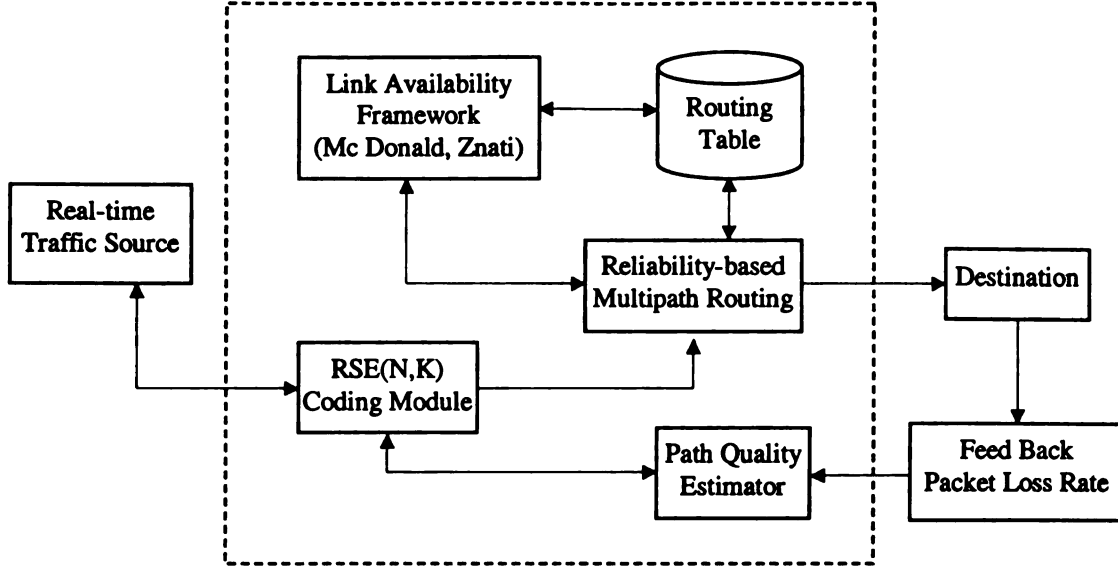 Link Availability
Framework
(Mc Donald, Znati)
Routing
Table
Real-time
Traffic Source
Reliability-based
Multipath Routing
Destination
RSE(N,K)
Coding Module
Path Quality
Estimator
Feed Back
Packet Loss Rate